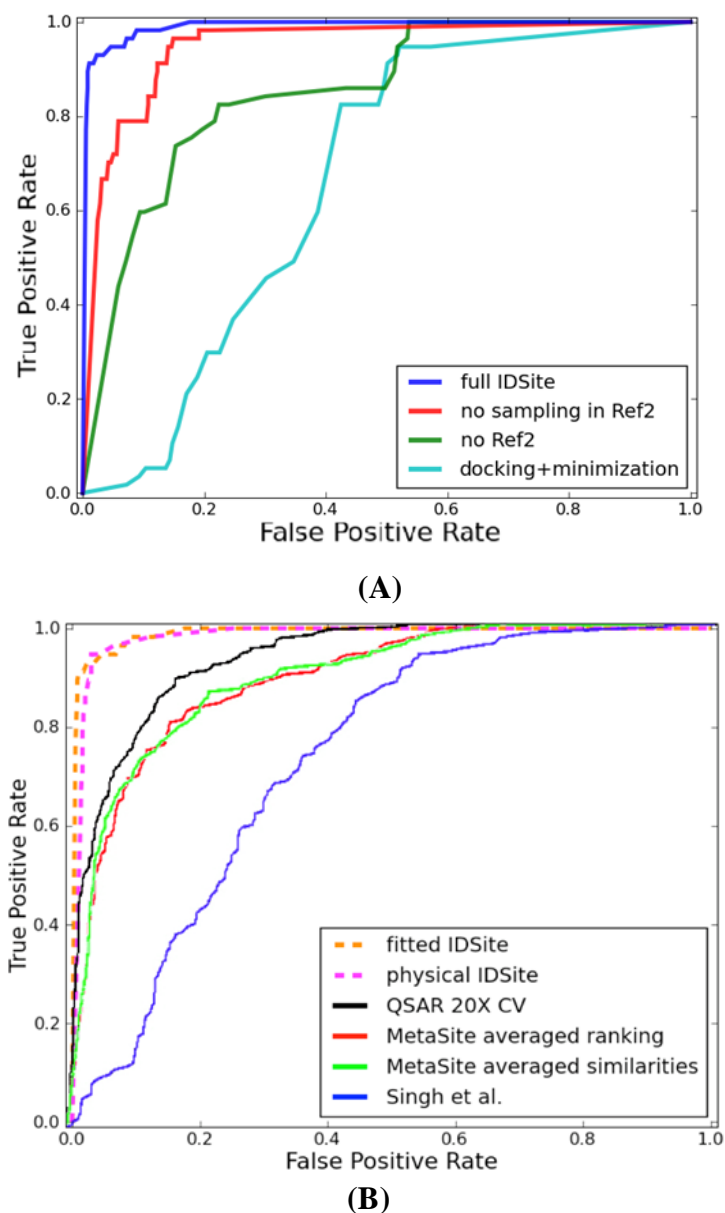 1.0
0.8
0.6
0.4
0.2
0.0
True Positive Rate
full IDSite
no sampling in Ref2
no Ref2
docking+minimization
0.0 0.2 0.4 0.6 0.8 1.0
False Positive Rate
(A)
1.0
0.8
0.6
0.4
0.2
0.0
True Positive Rate
fitted IDSite
physical IDSite
QSAR 20X CV
MetaSite averaged ranking
MetaSite averaged similarities
Singh et al.
0.0 0.2 0.4 0.6 0.8 1.0
False Positive Rate
(B)